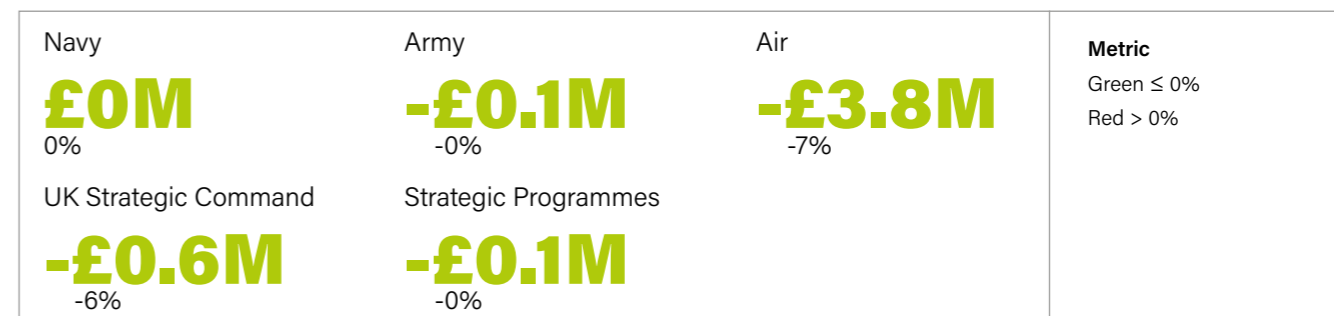 Navy
£0M
0%
Army
-£0.1M
-0%
Air
-£3.8M
-7%
UK Strategic Command
-£0.6M
-6%
Strategic Programmes
-£0.1M
-0%
Metric
Green ≤ 0%
Red > 0%